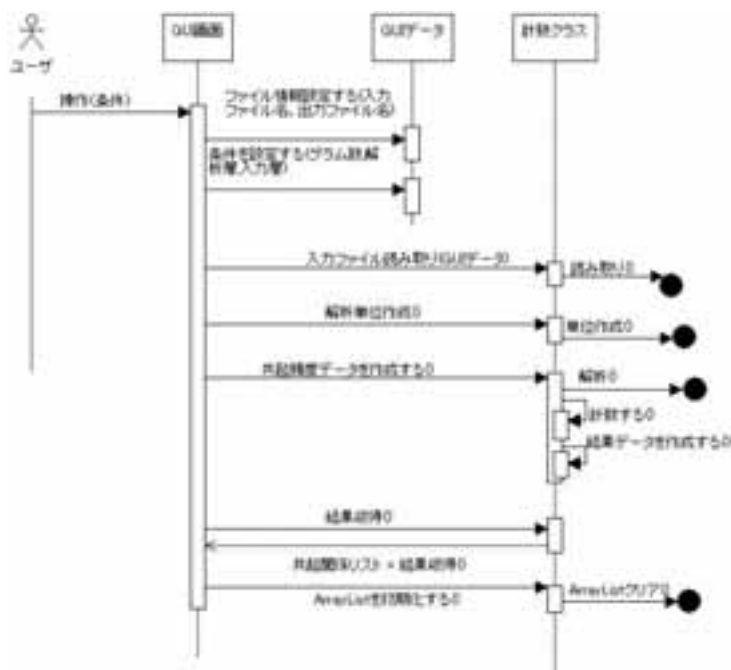 GUI画面
GUIデータ
計数クラス
ユーザ
操作(条件)
ファイル情報設定する(入力
ファイル名、出力ファイル名)
条件を設定する(グラム数,解
析層,入力層)
入力ファイル読み取り(GUIデータ)
読み取り()
解析単位作成()
単位作成()
共起頻度データを作成する()
解析()
計数する()
結果データを作成する()
結果取得()
共起関係リスト = 結果取得()
ArrayListを初期化する()
ArrayListクリア()